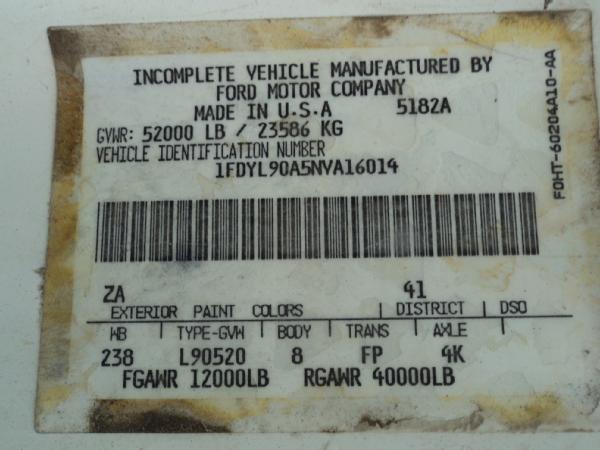 INCOMPLETE VEHICLE MANUFACTURED BY
FORD MOTOR COMPANY
MADE IN U.S.A 5182A
GVWR: 52000 LB / 23586 KG
VEHICLE IDENTIFICATION NUMBER
1FDYL90A5NVA16014
F0HT-60204A10-AA
ZA 41
EXTERIOR PAINT COLORS | DISTRICT | DSO
WB | TYPE-GVW | BODY | TRANS | AXLE
238 L90520 8 FP 4K
FGAWR 12000LB RGAWR 40000LB